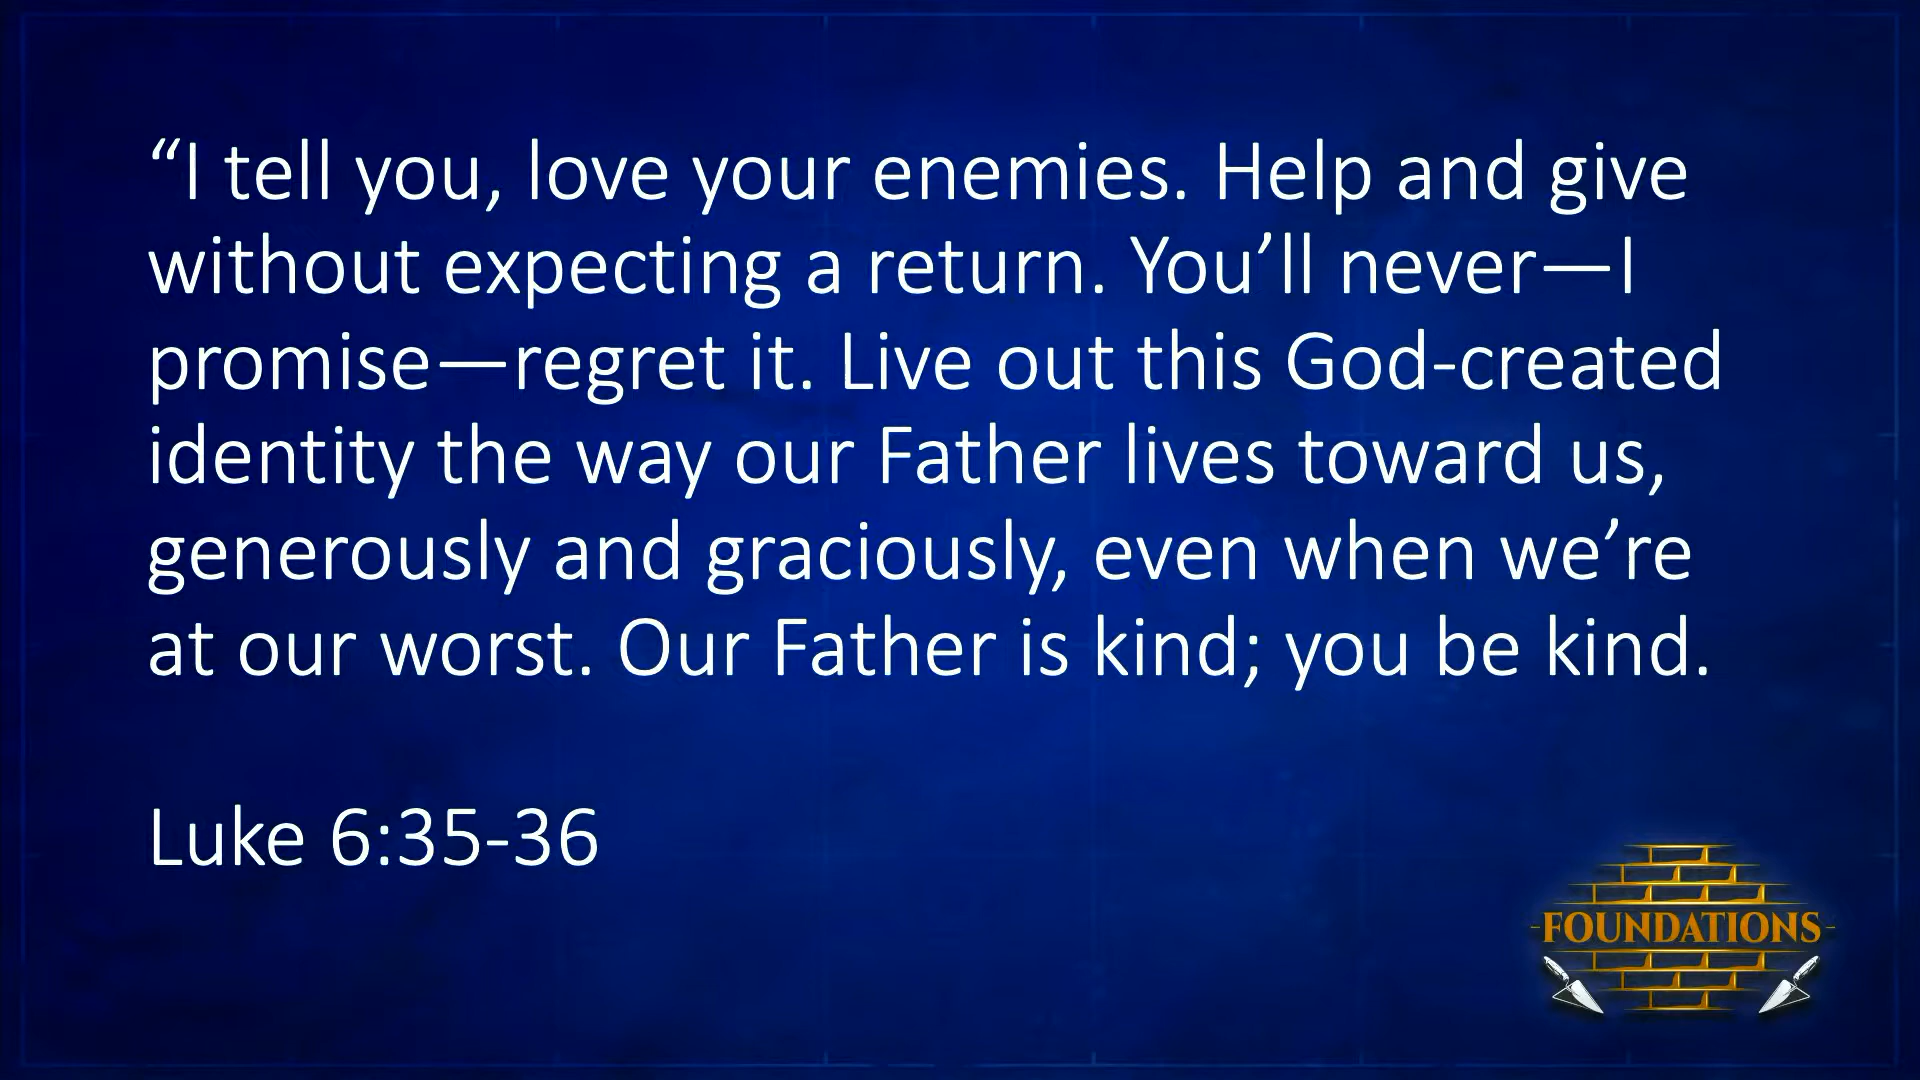 “I tell you, love your enemies. Help and give
without expecting a return. You’ll never—I
promise—regret it. Live out this God-created
identity the way our Father lives toward us,
generously and graciously, even when we’re
at our worst. Our Father is kind; you be kind.
Luke 6:35-36
FOUNDATIONS